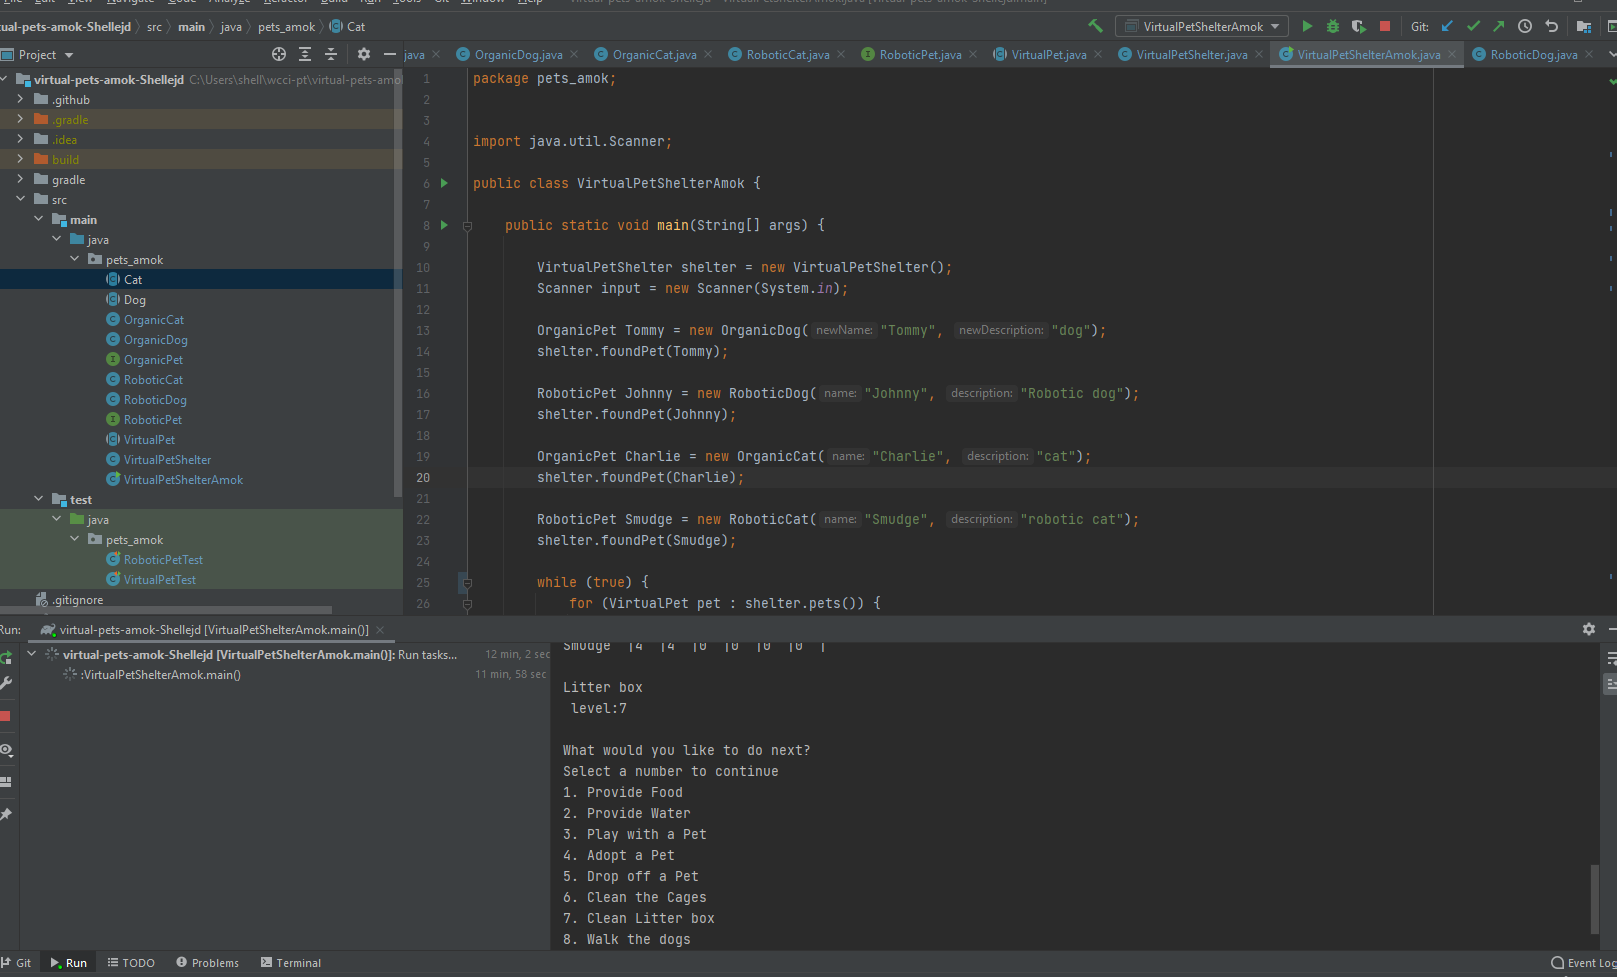 tual-pets-amok-Shellejd src main java pets_amok Cat
VirtualPetShelterAmok Git:
Project
java OrganicDog.java OrganicCat.java RoboticCat.java RoboticPet.java VirtualPet.java VirtualPetShelter.java VirtualPetShelterAmok.java RoboticDog.java
virtual-pets-amok-Shellejd C:\Users\shell\wcci-pt\virtual-pets-amo
.github
.gradle
.idea
build
gradle
src
main
java
pets_amok
Cat
Dog
OrganicCat
OrganicDog
OrganicPet
RoboticCat
RoboticDog
RoboticPet
VirtualPet
VirtualPetShelter
VirtualPetShelterAmok
test
java
pets_amok
RoboticPetTest
VirtualPetTest
.gitignore
1 package pets_amok;
2
3
4 import java.util.Scanner;
5
6 public class VirtualPetShelterAmok {
7
8 public static void main(String[] args) {
9
10 VirtualPetShelter shelter = new VirtualPetShelter();
11 Scanner input = new Scanner(System.in);
12
13 OrganicPet Tommy = new OrganicDog( newName: "Tommy", newDescription: "dog");
14 shelter.foundPet(Tommy);
15
16 RoboticPet Johnny = new RoboticDog( name: "Johnny", description: "Robotic dog");
17 shelter.foundPet(Johnny);
18
19 OrganicPet Charlie = new OrganicCat( name: "Charlie", description: "cat");
20 shelter.foundPet(Charlie);
21
22 RoboticPet Smudge = new RoboticCat( name: "Smudge", description: "robotic cat");
23 shelter.foundPet(Smudge);
24
25 while (true) {
26 for (VirtualPet pet : shelter.pets()) {
Run: virtual-pets-amok-Shellejd [VirtualPetShelterAmok.main()]
virtual-pets-amok-Shellejd [VirtualPetShelterAmok.main()]: Run tasks... 12 min, 2 sec
:VirtualPetShelterAmok.main() 11 min, 58 sec
Smudge |4 |4 |0 |0 |0 |0 |
Litter box
level:7
What would you like to do next?
Select a number to continue
1. Provide Food
2. Provide Water
3. Play with a Pet
4. Adopt a Pet
5. Drop off a Pet
6. Clean the Cages
7. Clean Litter box
8. Walk the dogs
Git Run TODO Problems Terminal Event Log